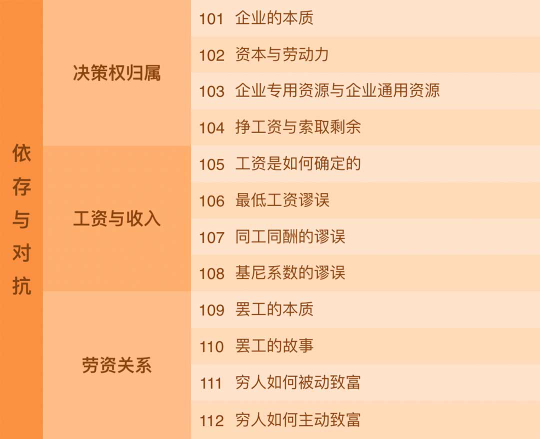 依存与对抗
决策权归属
101 企业的本质
102 资本与劳动力
103 企业专用资源与企业通用资源
104 挣工资与索取剩余
工资与收入
105 工资是如何确定的
106 最低工资谬误
107 同工同酬的谬误
108 基尼系数的谬误
劳资关系
109 罢工的本质
110 罢工的故事
111 穷人如何被动致富
112 穷人如何主动致富